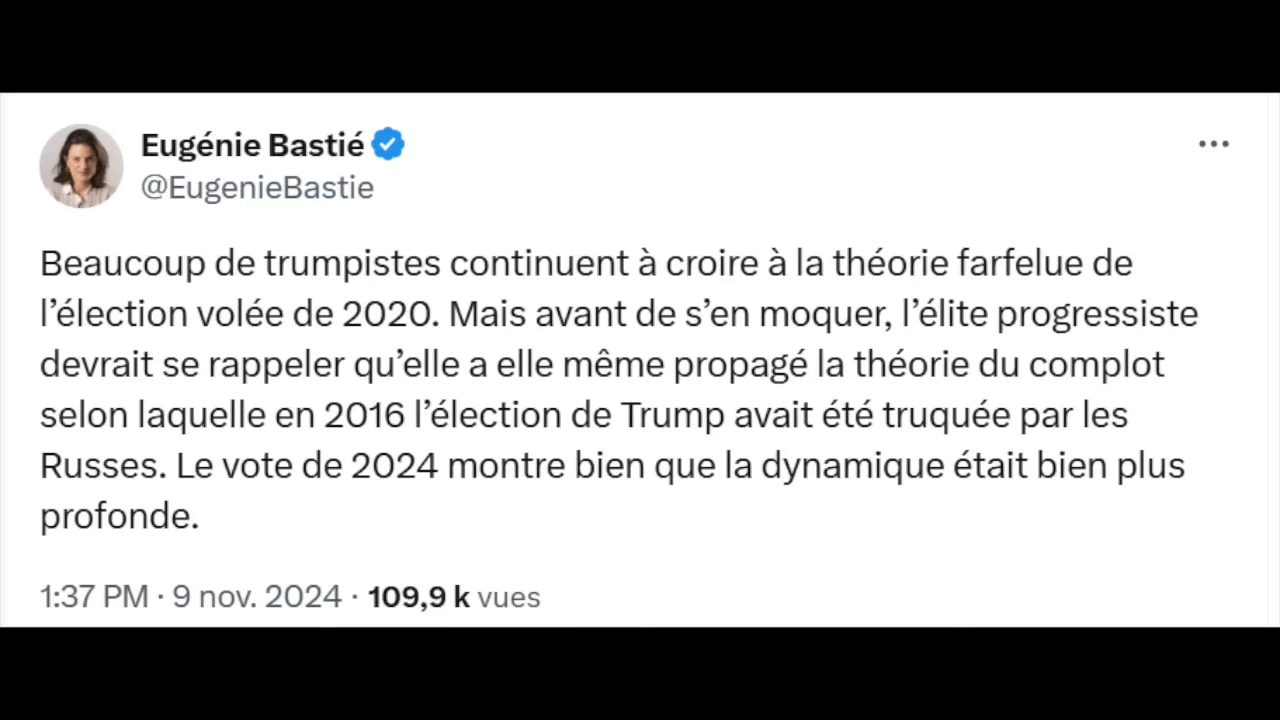 Eugénie Bastié
@EugenieBastie
Beaucoup de trumpistes continuent à croire à la théorie farfelue de
l’élection volée de 2020. Mais avant de s’en moquer, l’élite progressiste
devrait se rappeler qu’elle a elle même propagé la théorie du complot
selon laquelle en 2016 l’élection de Trump avait été truquée par les
Russes. Le vote de 2024 montre bien que la dynamique était bien plus
profonde.
1:37 PM · 9 nov. 2024 · 109,9 k vues